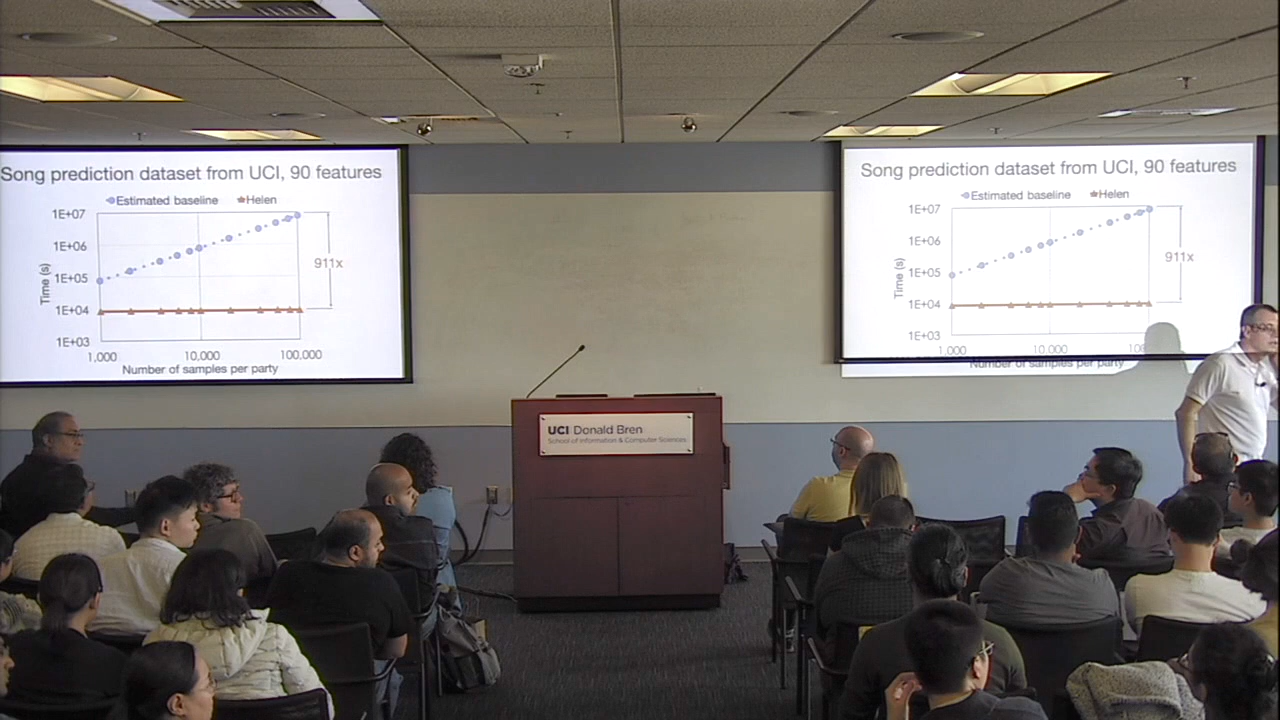 Song prediction dataset from UCI, 90 features
Estimated baseline
Helen
1E+07
1E+06
1E+05
1E+04
1E+03
Time (s)
911x
1,000
10,000
100,000
Number of samples per party
UCI Donald Bren
School of Information & Computer Sciences
Song prediction dataset from UCI, 90 features
Estimated baseline
Helen
1E+07
1E+06
1E+05
1E+04
1E+03
Time (s)
911x
1,000
10,000
Number of samples per party